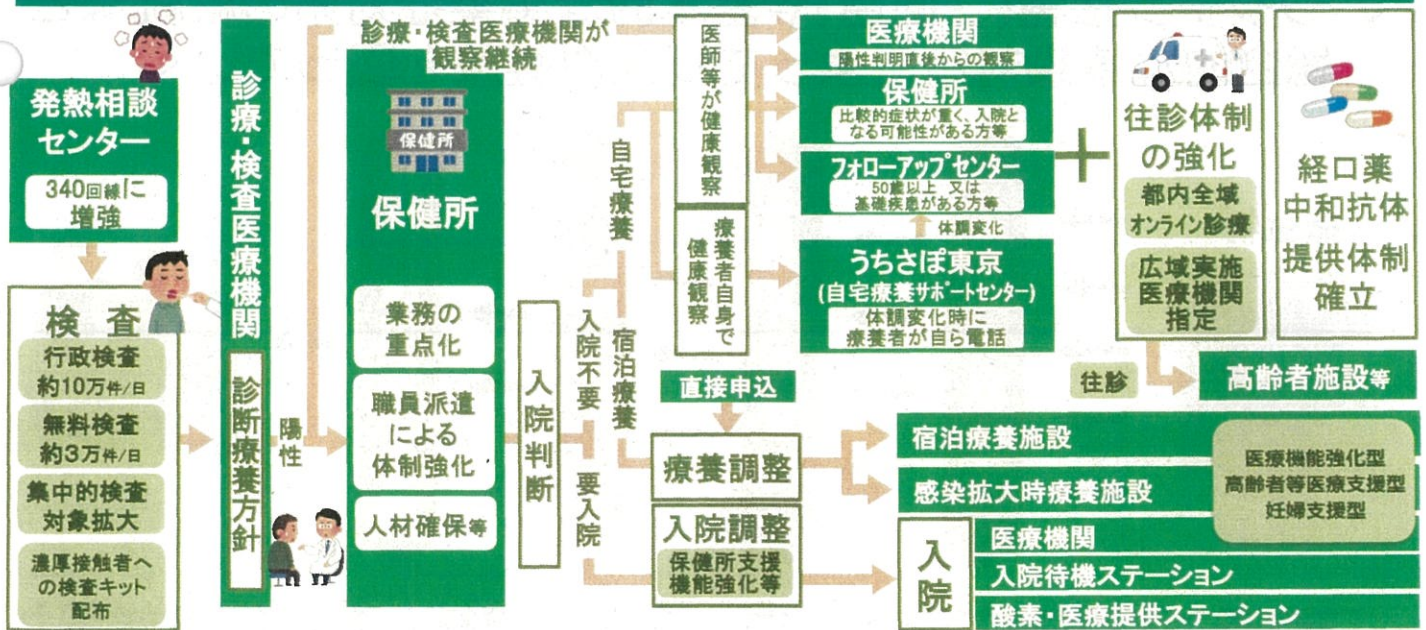 発熱相談
センター
340回線に
増強
検 査
行政検査
約10万件/日
無料検査
約3万件/日
集中的検査
対象拡大
濃厚接触者へ
の検査キット
配布
診療・検査医療機関
診断療養方針
陽性
診療・検査医療機関が
観察継続
保健所
保健所
業務の
重点化
職員派遣
による
体制強化
人材確保等
入院判断
入院不要
要入院
自宅療養
宿泊療養
医師等が健康観察
療養者自身で
健康観察
直接申込
療養調整
入院調整
保健所支援
機能強化等
医療機関
陽性判明直後からの観察
保健所
比較的症状が重く、入院と
なる可能性がある方等
フォローアップセンター
50歳以上 又は
基礎疾患がある方等
体調変化
うちさぽ東京
(自宅療養サポートセンター)
体調変化時に
療養者が自ら電話
+
往診体制
の強化
都内全域
オンライン診療
広域実施
医療機関
指定
経口薬
中和抗体
提供体制
確立
往診
高齢者施設等
宿泊療養施設
感染拡大時療養施設
医療機能強化型
高齢者等医療支援型
妊婦支援型
入院
医療機関
入院待機ステーション
酸素・医療提供ステーション